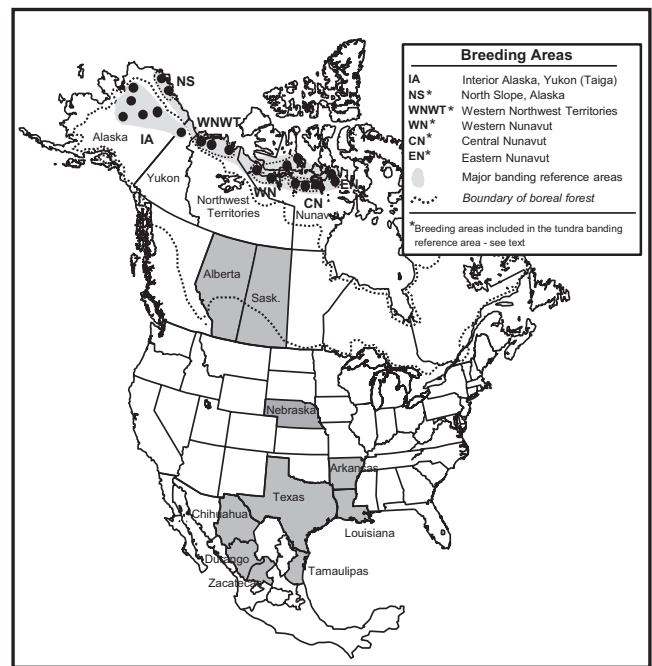 Breeding Areas
IA Interior Alaska, Yukon (Taiga)
NS* North Slope, Alaska
WNWT* Western Northwest Territories
WN* Western Nunavut
CN* Central Nunavut
EN* Eastern Nunavut
Major banding reference areas
Boundary of boreal forest
*Breeding areas included in the tundra banding
reference area - see text
NS
WNWT
Alaska
IA
Yukon
WN
EN
CN
Northwest
Territories
Nunavut
Alberta
Sask.
Nebraska
Arkansas
Texas
Chihuahua
Louisiana
Durango
Tamaulipas
Zacatecas